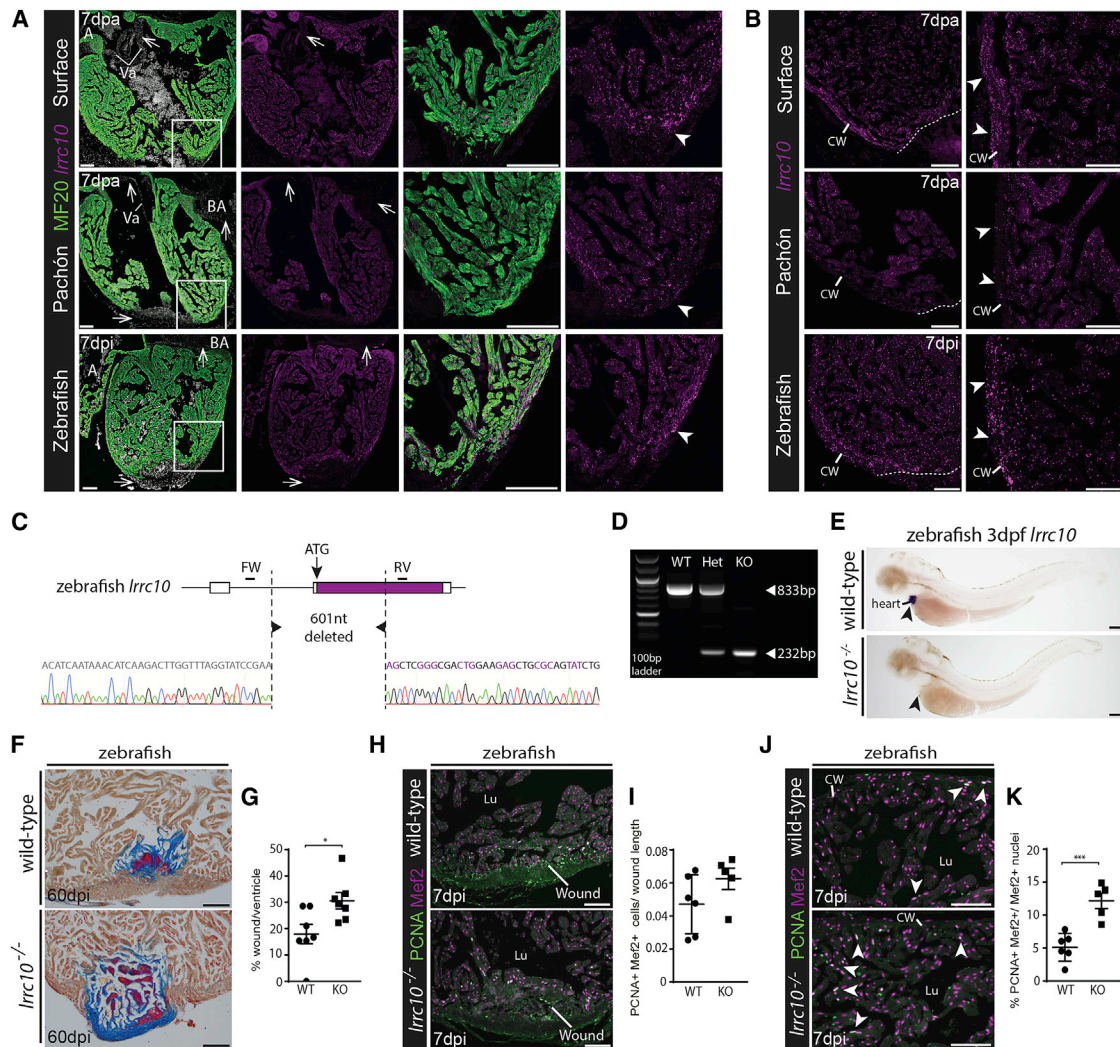 A
Surface
Pachón
Zebrafish
MF20 lrrc10
7dpa
A
Va
7dpa
Va
BA
7dpi
A
BA
B
Surface
Pachón
Zebrafish
lrrc10
7dpa
CW
CW
7dpa
CW
CW
7dpi
CW
CW
C
zebrafish lrrc10
FW
ATG
RV
601nt
deleted
ACATCAATAAACATCAAGACTTGGTTTAGGTATCCGAA
AGCTCGGGCGACTGGAAGAGCTGCGCAGTATCTG
D
WT Het KO
833bp
232bp
100bp
ladder
E
zebrafish 3dpf lrrc10
wild-type
heart
lrrc10-/-
F
zebrafish
wild-type
60dpi
lrrc10-/-
60dpi
G
% wound/ventricle
*
50
40
30
20
10
0
WT KO
H
zebrafish
PCNA Mef2
wild-type
Lu
Wound
7dpi
lrrc10-/-
Lu
Wound
7dpi
I
PCNA+ Mef2+ cells/ wound length
0.08
0.06
0.04
0.02
0
WT KO
J
zebrafish
PCNA Mef2
wild-type
CW
Lu
7dpi
lrrc10-/-
CW
Lu
7dpi
K
% PCNA+ Mef2+/ Mef2+ nuclei
***
20
15
10
5
0
WT KO